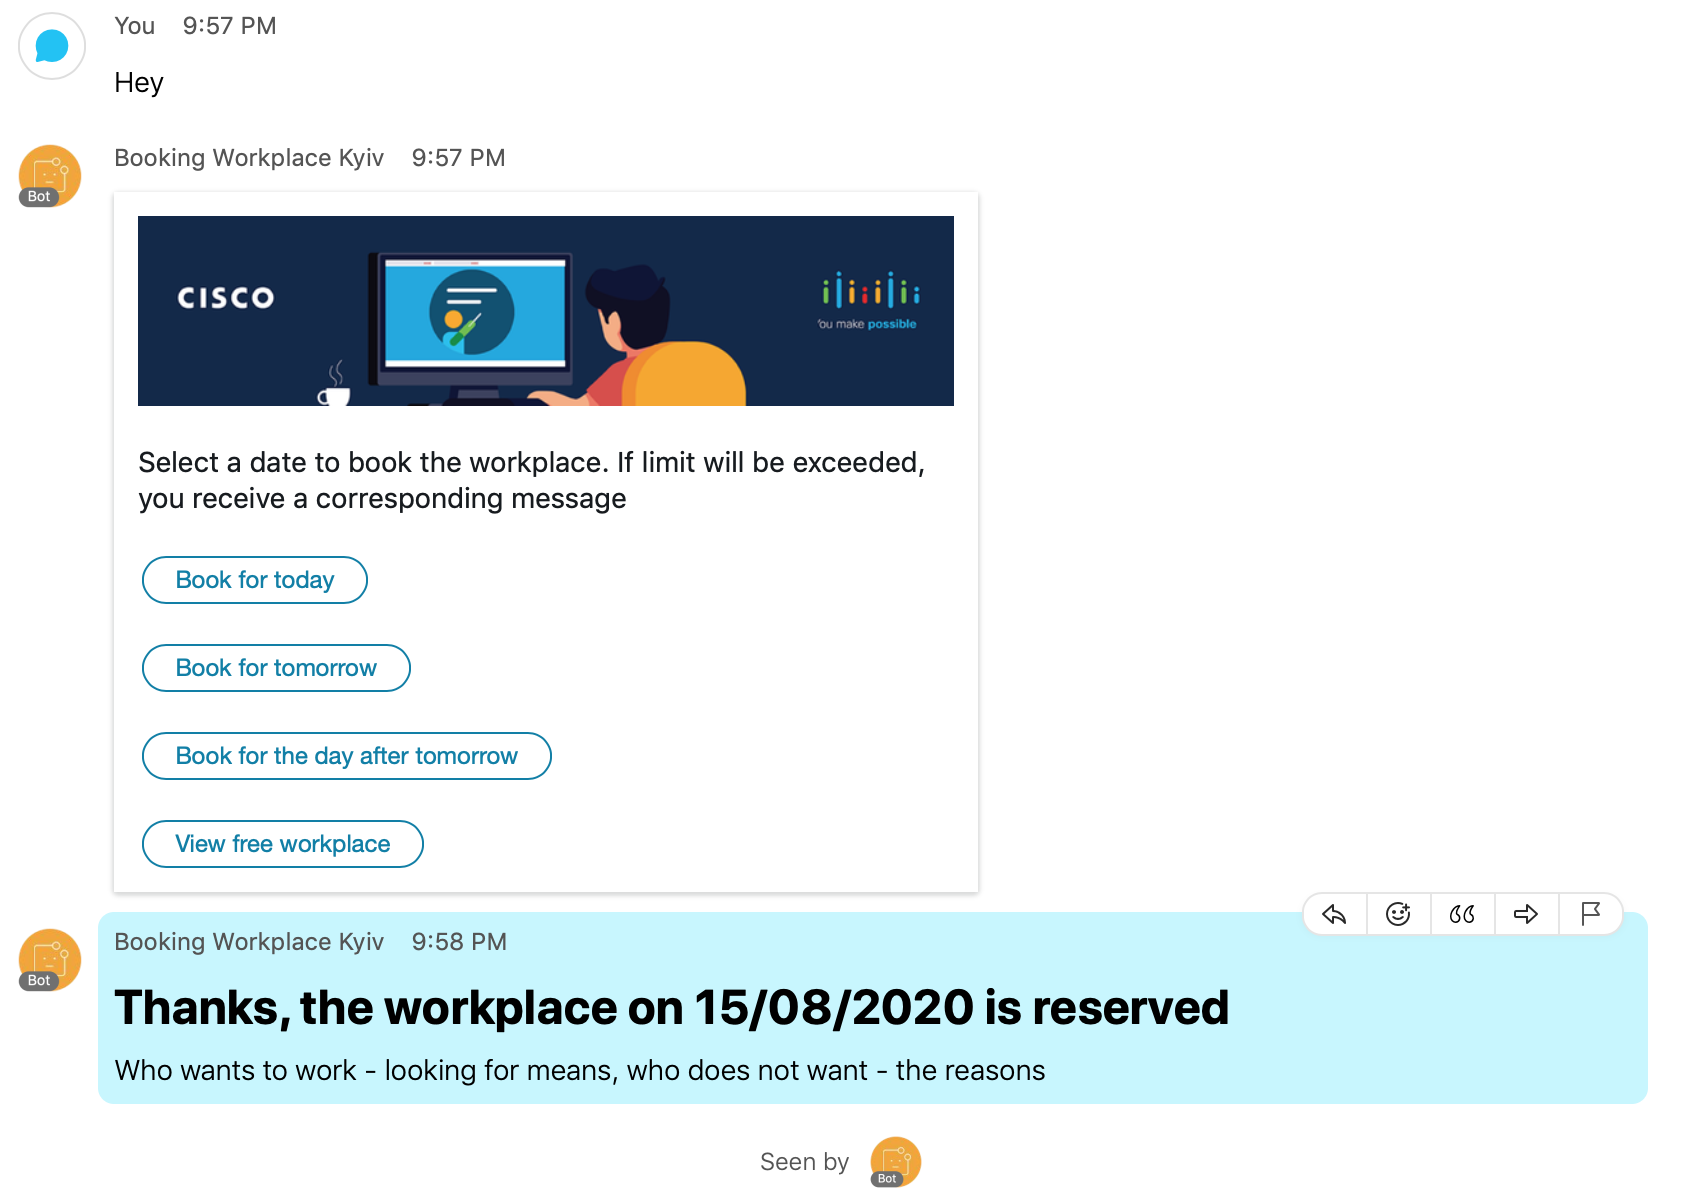 You 9:57 PM
Hey
Booking Workplace Kyiv 9:57 PM
Bot
CISCO
'ou make possible
Select a date to book the workplace. If limit will be exceeded,
you receive a corresponding message
Book for today
Book for tomorrow
Book for the day after tomorrow
View free workplace
Booking Workplace Kyiv 9:58 PM
Bot
Thanks, the workplace on 15/08/2020 is reserved
Who wants to work - looking for means, who does not want - the reasons
Seen by
Bot